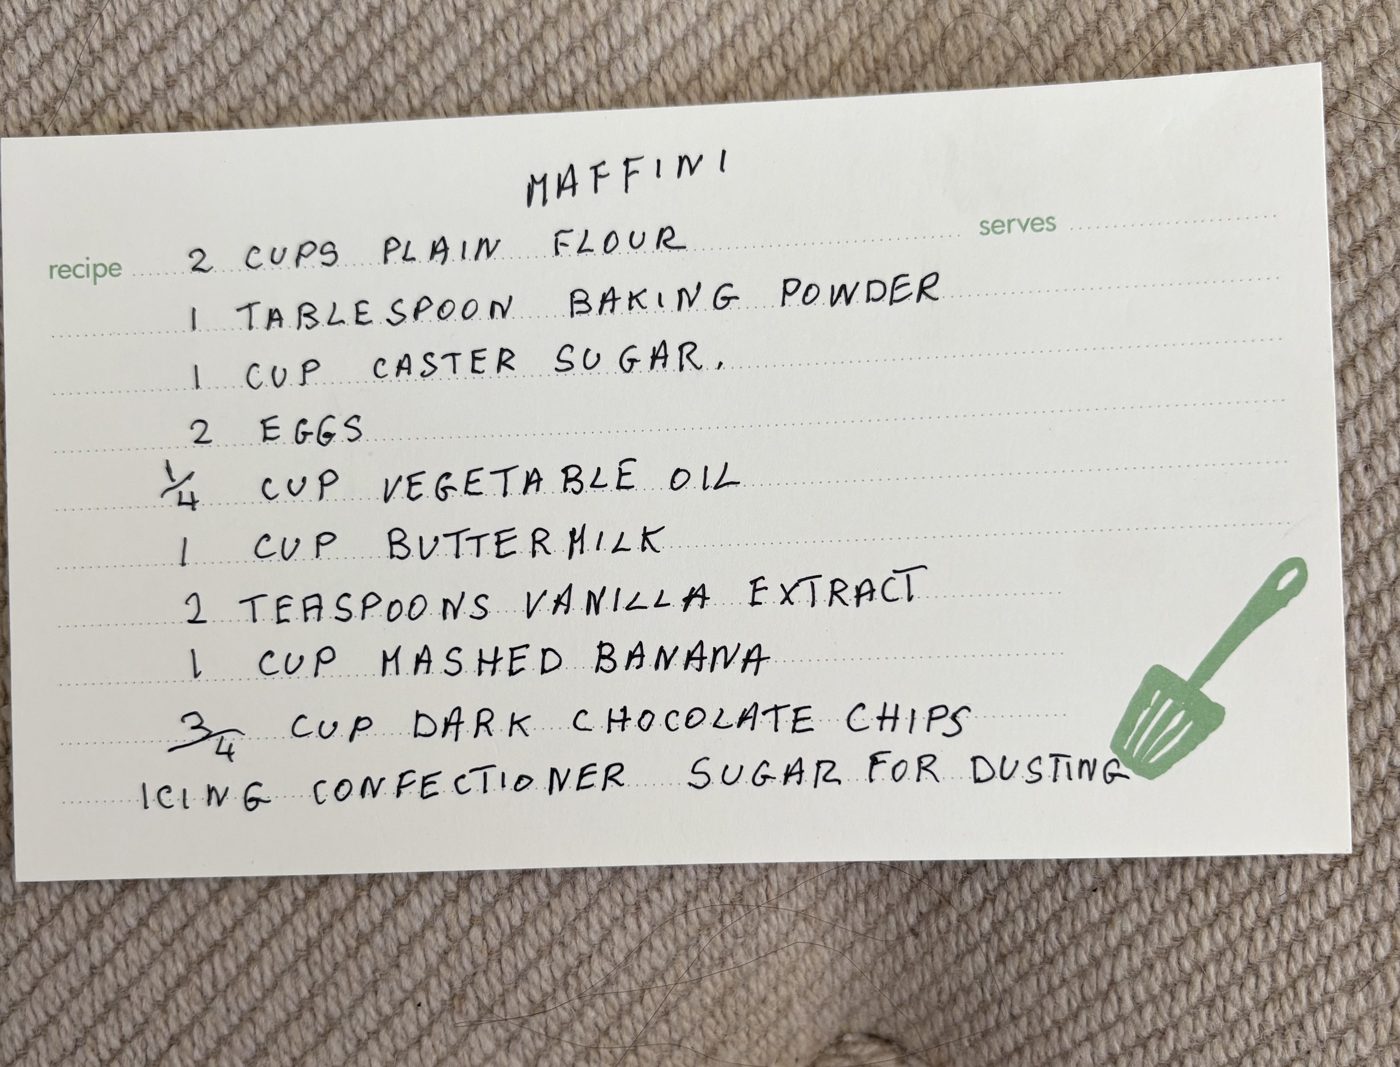 MAFFINI
recipe 2 CUPS PLAIN FLOUR serves
1 TABLESPOON BAKING POWDER
1 CUP CASTER SUGAR.
2 EGGS
1/4 CUP VEGETABLE OIL
1 CUP BUTTERMILK
2 TEASPOONS VANILLA EXTRACT
1 CUP MASHED BANANA
3/4 CUP DARK CHOCOLATE CHIPS
ICING CONFECTIONER SUGAR FOR DUSTING